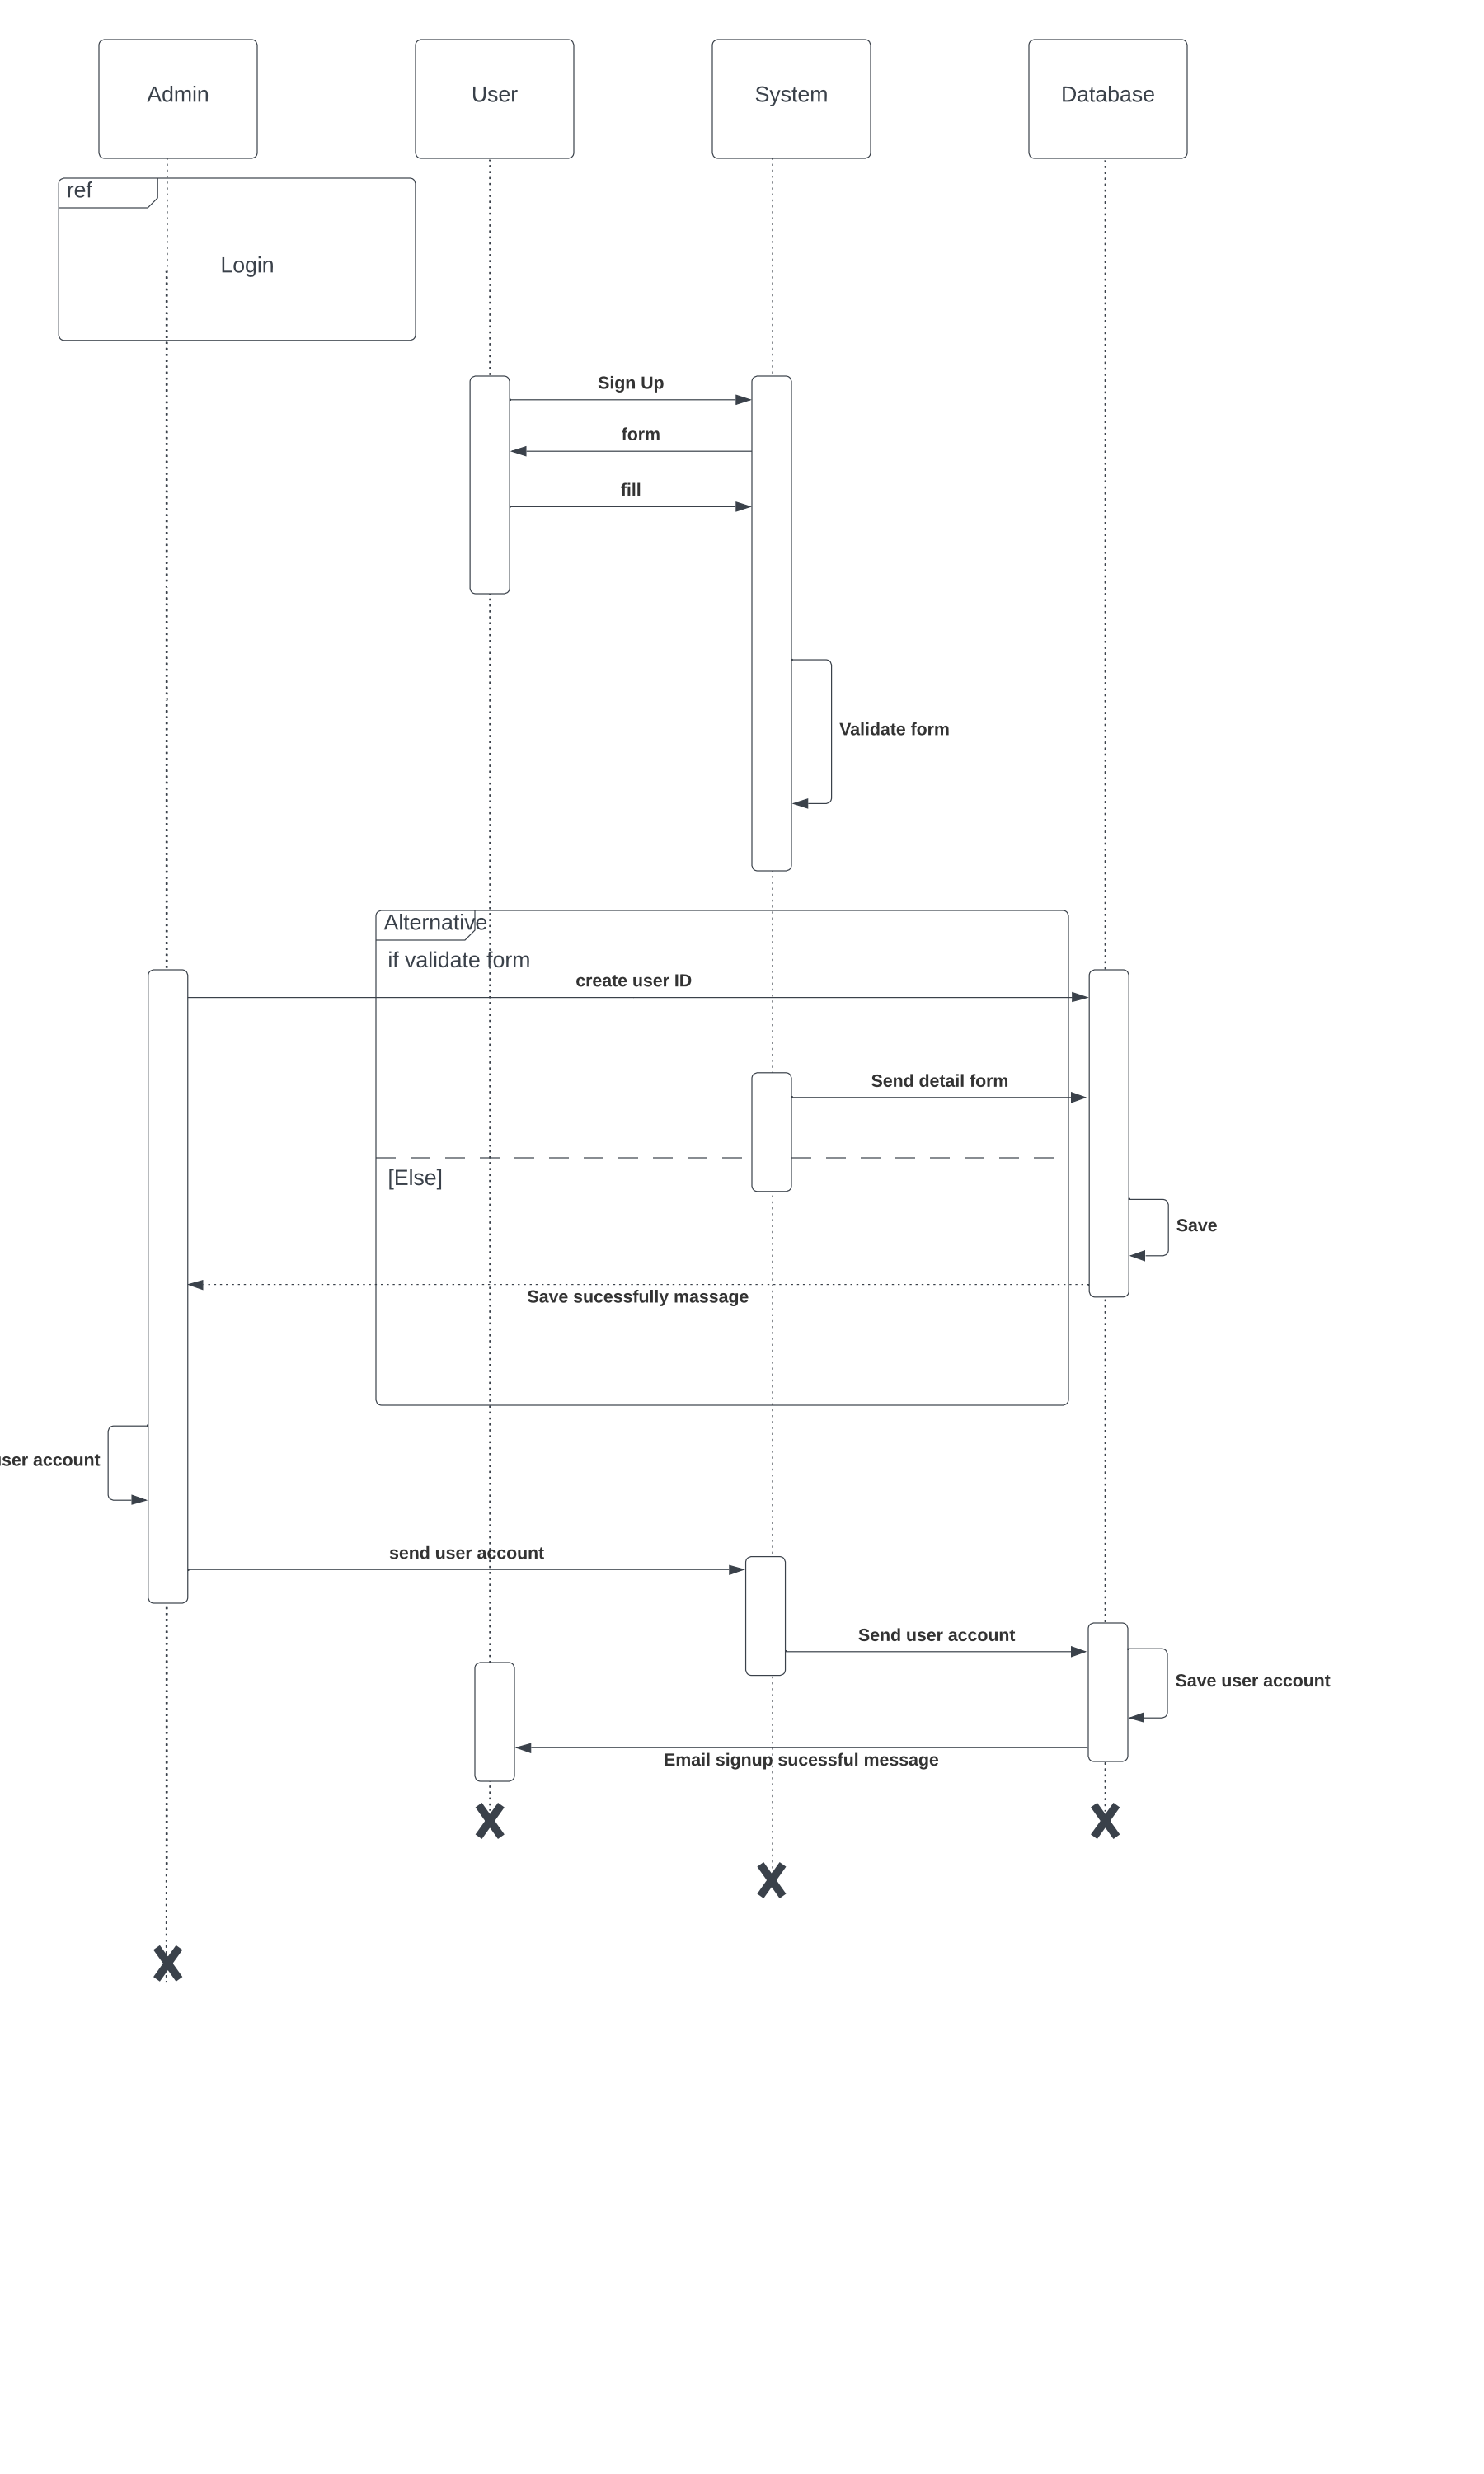 Admin
User
System
Database
ref
Login
Sign Up
form
fill
Validate form
Alternative
if validate form
create user ID
Send detail form
[Else]
Save
Save sucessfully massage
account
send user account
Send user account
Save user account
Email signup sucessful message